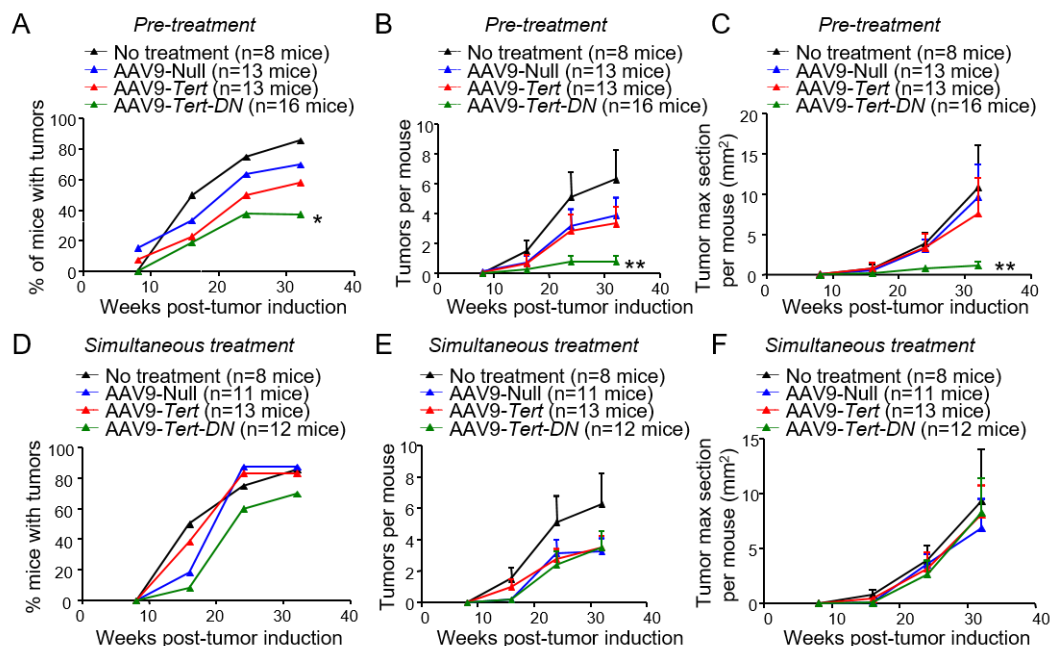 A
Pre-treatment
No treatment (n=8 mice)
AAV9-Null (n=13 mice)
AAV9-Tert (n=13 mice)
AAV9-Tert-DN (n=16 mice)
% of mice with tumors
100
80
60
40
20
0
*
0 10 20 30 40
Weeks post-tumor induction
B
Pre-treatment
No treatment (n=8 mice)
AAV9-Null (n=13 mice)
AAV9-Tert (n=13 mice)
AAV9-Tert-DN (n=16 mice)
Tumors per mouse
10
8
6
4
2
0
**
0 10 20 30 40
Weeks post-tumor induction
C
Pre-treatment
No treatment (n=8 mice)
AAV9-Null (n=13 mice)
AAV9-Tert (n=13 mice)
AAV9-Tert-DN (n=16 mice)
Tumor max section
per mouse (mm²)
20
15
10
5
0
**
0 10 20 30 40
Weeks post-tumor induction
D
Simultaneous treatment
No treatment (n=8 mice)
AAV9-Null (n=11 mice)
AAV9-Tert (n=13 mice)
AAV9-Tert-DN (n=12 mice)
% mice with tumors
100
80
60
40
20
0
0 10 20 30 40
Weeks post-tumor induction
E
Simultaneous treatment
No treatment (n=8 mice)
AAV9-Null (n=11 mice)
AAV9-Tert (n=13 mice)
AAV9-Tert-DN (n=12 mice)
Tumors per mouse
10
8
6
4
2
0
0 10 20 30 40
Weeks post-tumor induction
F
Simultaneous treatment
No treatment (n=8 mice)
AAV9-Null (n=11 mice)
AAV9-Tert (n=13 mice)
AAV9-Tert-DN (n=12 mice)
Tumor max section
per mouse (mm²)
15
10
5
0
0 10 20 30 40
Weeks post-tumor induction